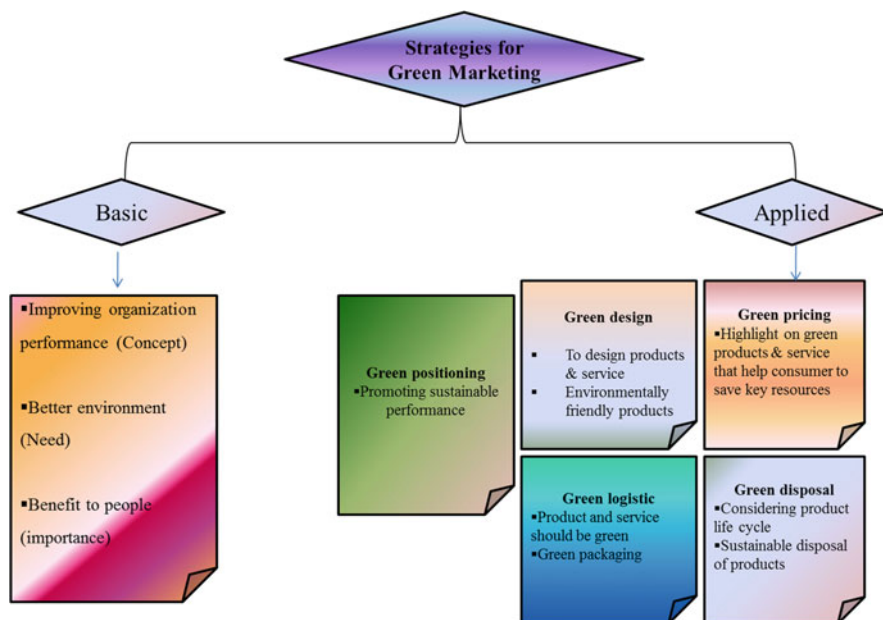 Strategies for
Green Marketing
Basic
Applied
▪Improving organization
performance (Concept)
▪Better environment
(Need)
▪Benefit to people
(importance)
Green positioning
▪Promoting sustainable
performance
Green design
▪ To design products
& service
▪ Environmentally
friendly products
Green pricing
▪Highlight on green
products & service
that help consumer to
save key resources
Green logistic
▪Product and service
should be green
▪Green packaging
Green disposal
▪Considering product
life cycle
▪Sustainable disposal
of products